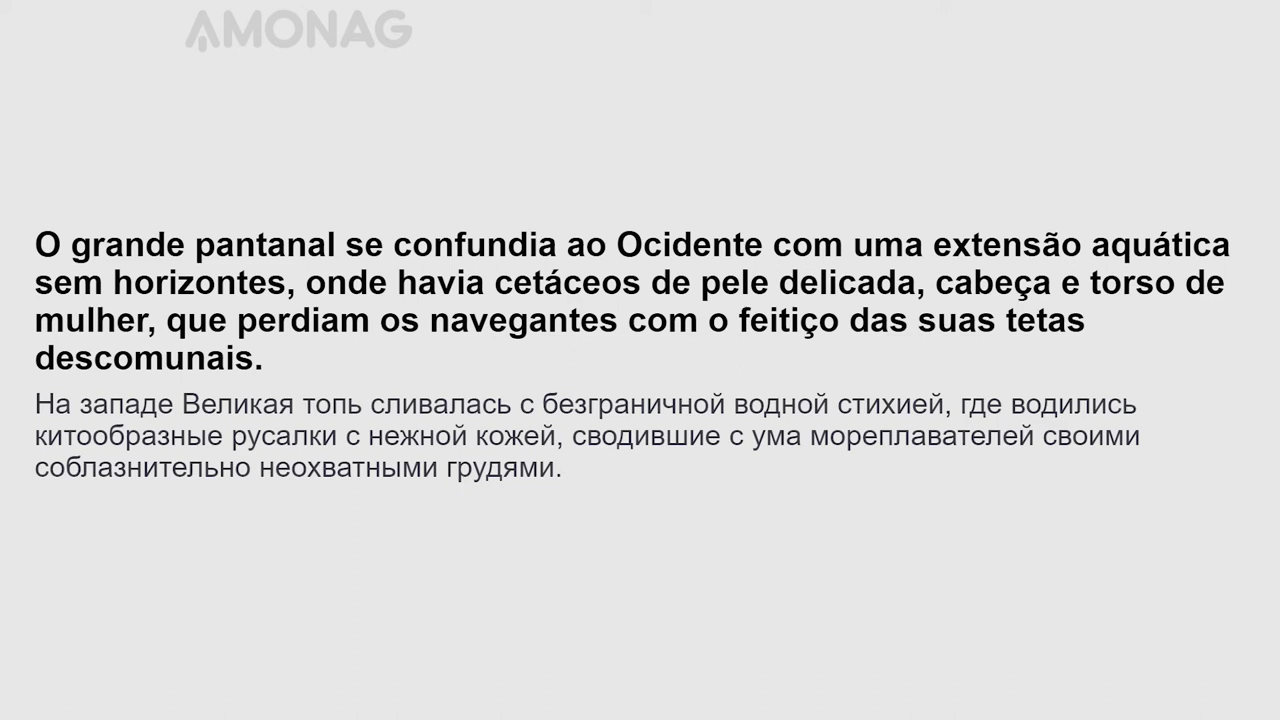 AMONAG
O grande pantanal se confundia ao Ocidente com uma extensão aquática
sem horizontes, onde havia cetáceos de pele delicada, cabeça e torso de
mulher, que perdiam os navegantes com o feitiço das suas tetas
descomunais.
На западе Великая топь сливалась с безграничной водной стихией, где водились
китообразные русалки с нежной кожей, сводившие с ума мореплавателей своими
соблазнительно неохватными грудями.